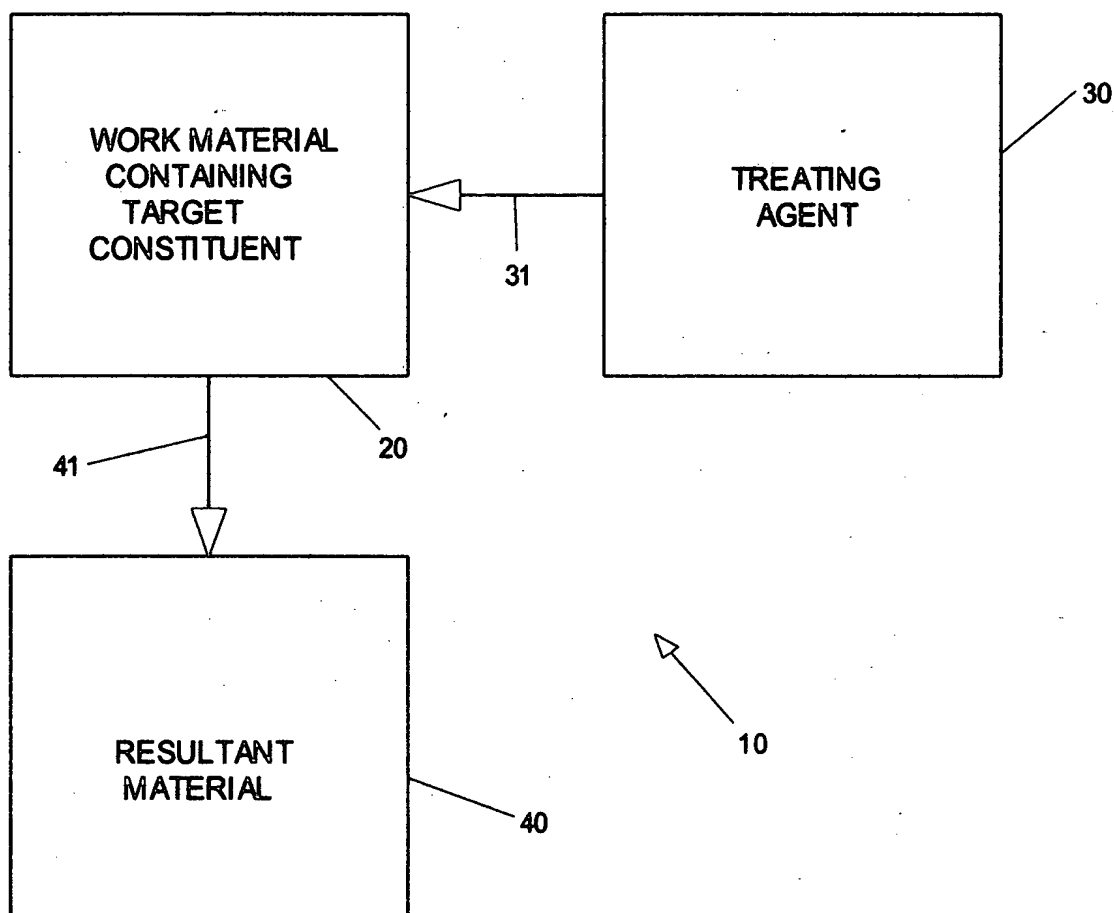 WORK MATERIAL
CONTAINING
TARGET
CONSTITUENT
TREATING
AGENT
30
31
20
41
RESULTANT
MATERIAL
10
40